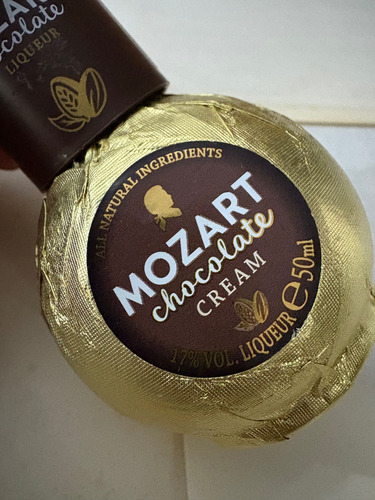 ZART
chocolate
LIQUEUR
ALL NATURAL INGREDIENTS
MOZART
chocolate
CREAM
17% VOL. LIQUEUR ℮ 50ml